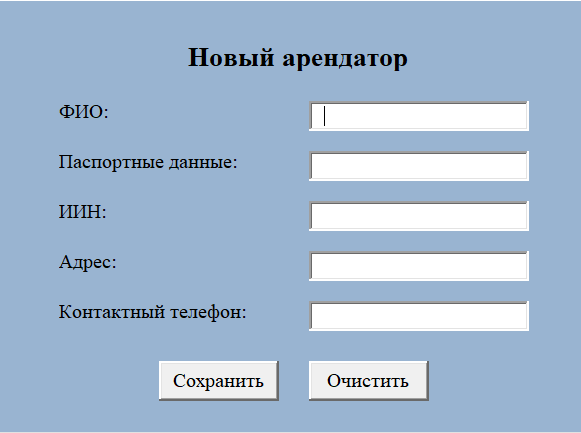 Новый арендатор
ФИО:
Паспортные данные:
ИИН:
Адрес:
Контактный телефон:
Сохранить Очистить